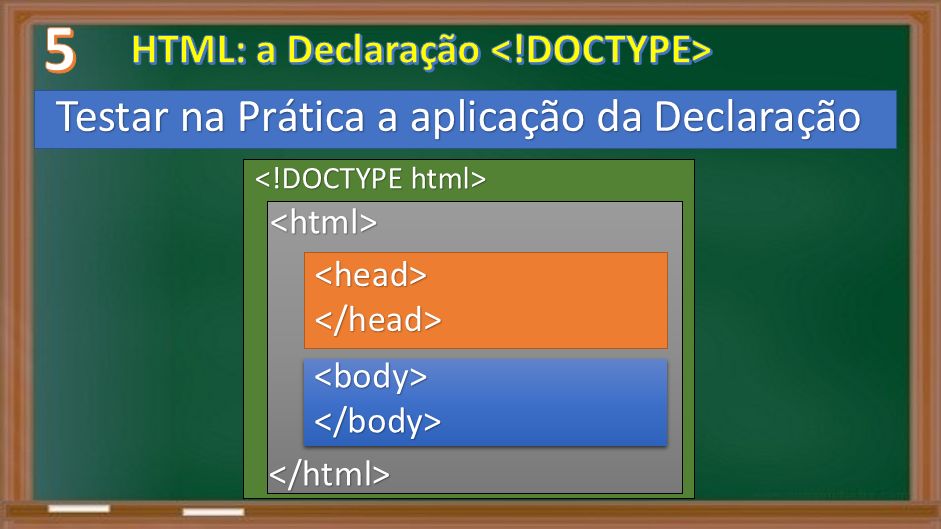 5
HTML: a Declaração <!DOCTYPE>
Testar na Prática a aplicação da Declaração
<!DOCTYPE html>
<html>
<head>
</head>
<body>
</body>
</html>